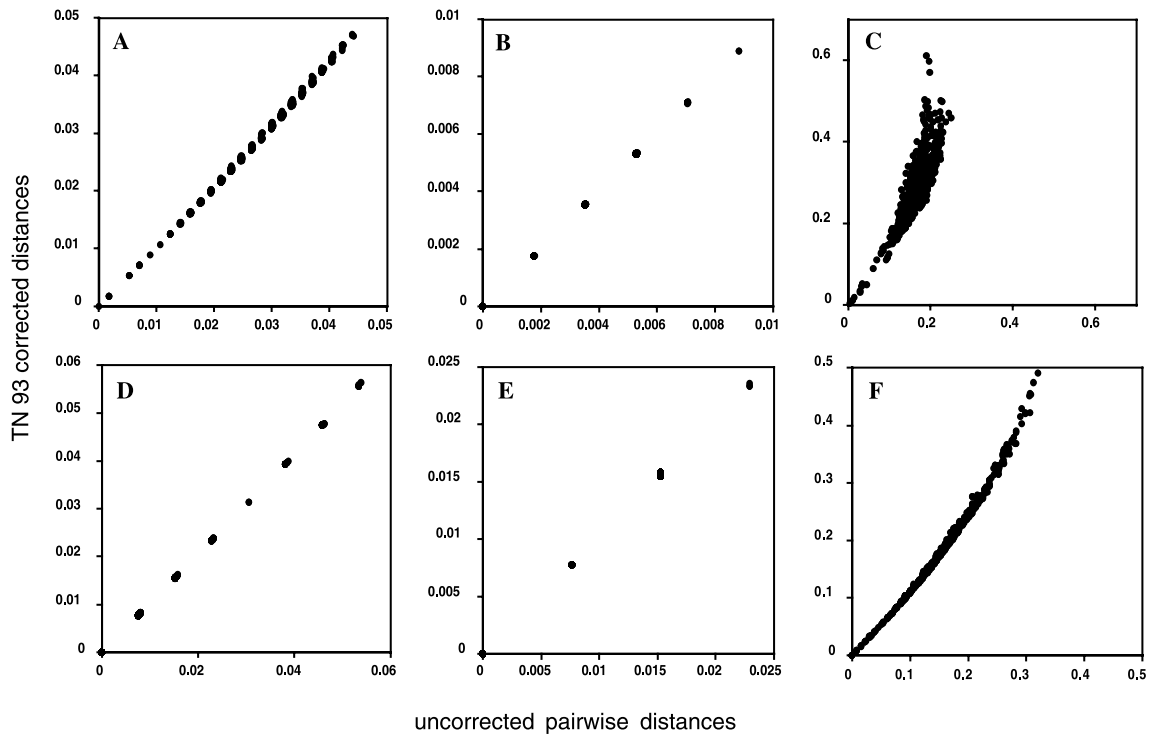 TN 93 corrected distances
A
0.05
0.04
0.03
0.02
0.01
0
0 0.01 0.02 0.03 0.04 0.05
B
0.01
0.008
0.006
0.004
0.002
0
0 0.002 0.004 0.006 0.008 0.01
C
0.6
0.4
0.2
0
0 0.2 0.4 0.6
D
0.06
0.05
0.04
0.03
0.02
0.01
0
0 0.02 0.04 0.06
E
0.025
0.02
0.015
0.01
0.005
0
0 0.005 0.01 0.015 0.02 0.025
F
0.5
0.4
0.3
0.2
0.1
0
0 0.1 0.2 0.3 0.4 0.5
uncorrected pairwise distances